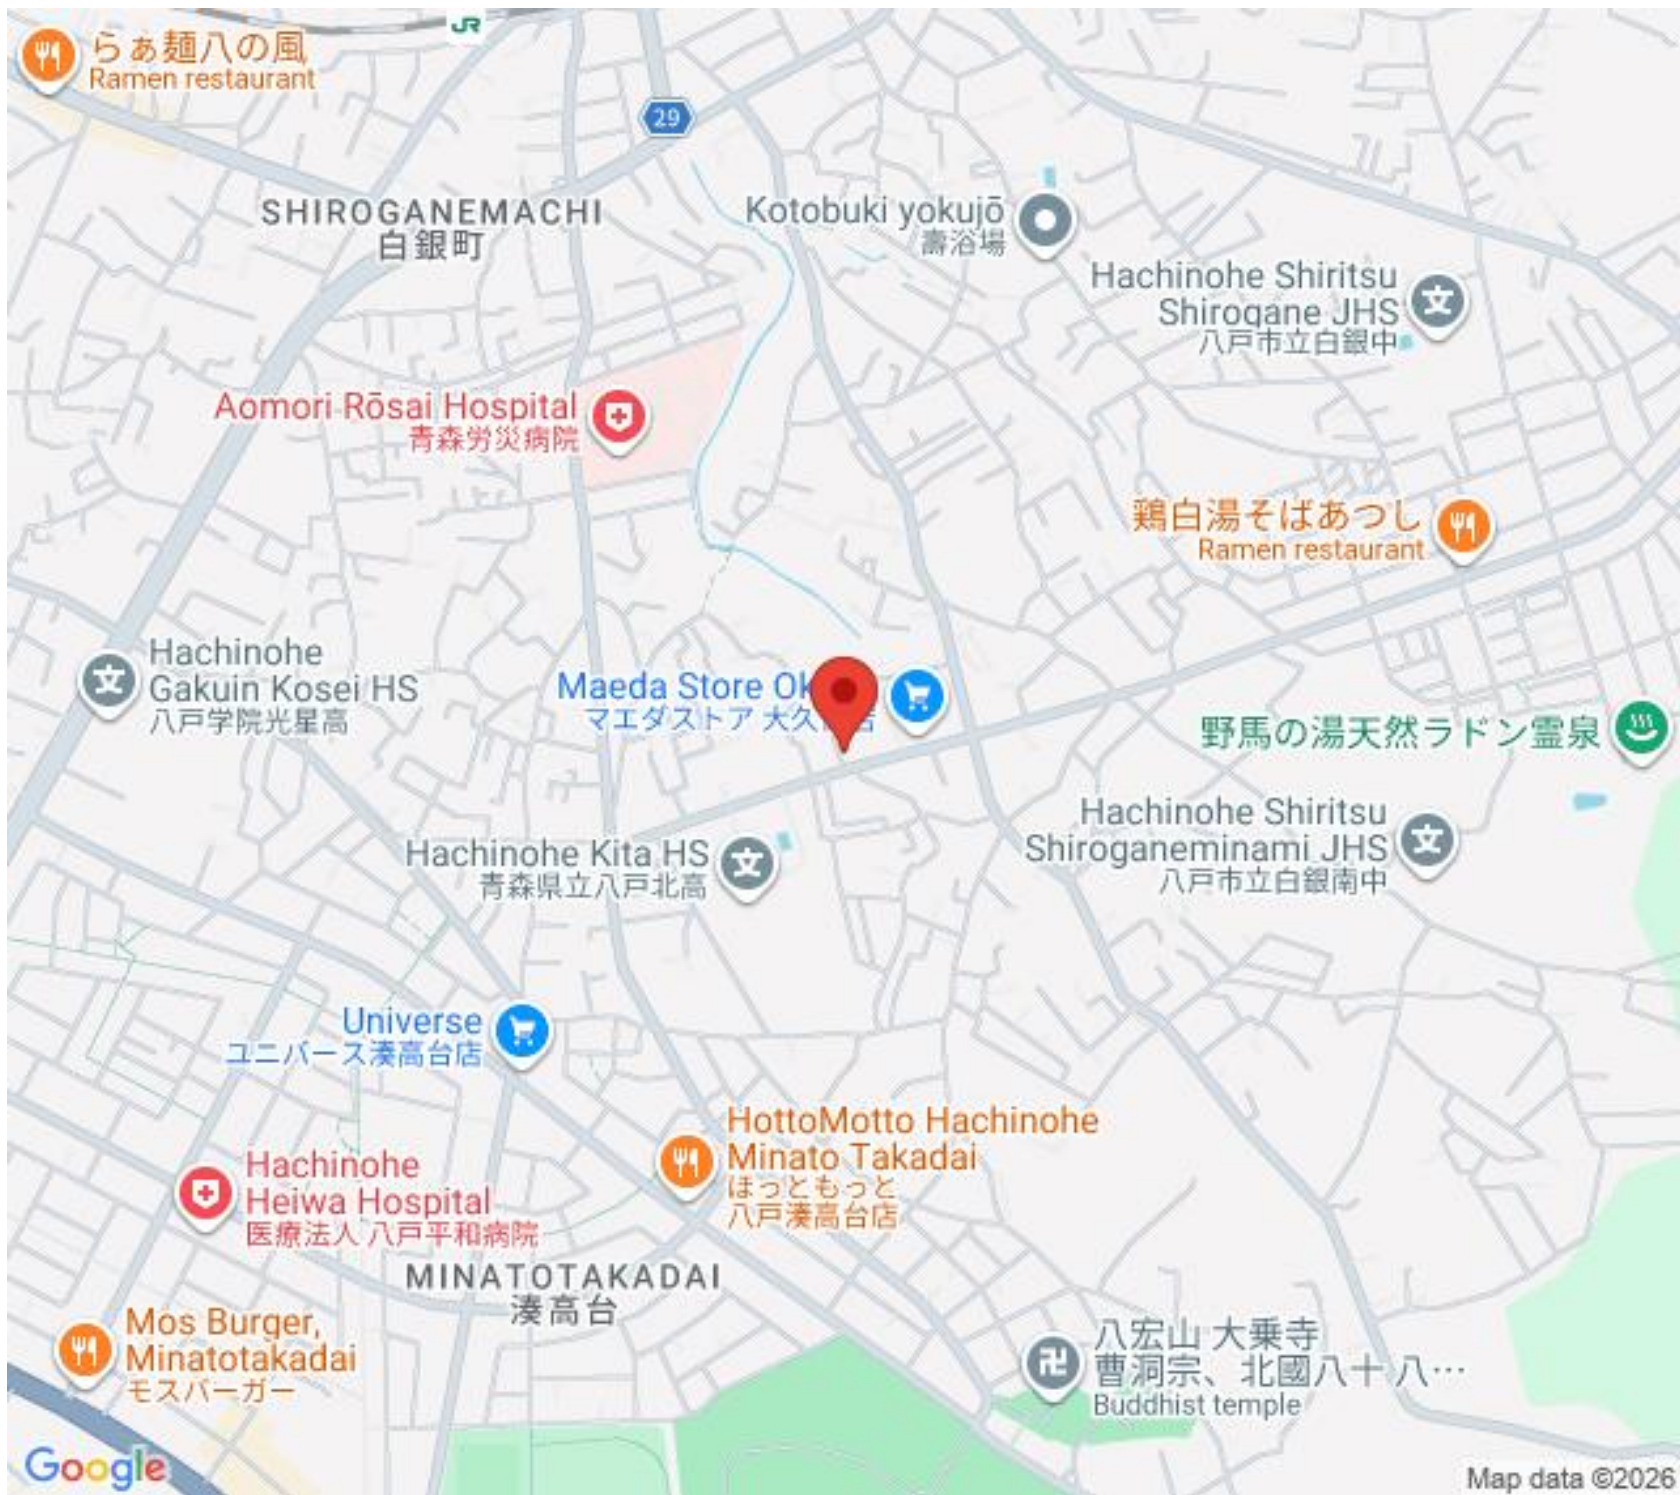 JR
らぁ麺八の風
Ramen restaurant
29
SHIROGANEMACHI
白銀町
Kotobuki yokujō
壽浴場
Hachinohe Shiritsu
Shirogane JHS
八戸市立白銀中
Aomori Rōsai Hospital
青森労災病院
鶏白湯そばあつし
Ramen restaurant
Hachinohe
Gakuin Kosei HS
八戸学院光星高
Maeda Store Ok
マエダストア 大久 店
野馬の湯天然ラドン霊泉
Hachinohe Shiritsu
Shiroganeminami JHS
八戸市立白銀南中
Hachinohe Kita HS
青森県立八戸北高
Universe
ユニバース湊高台店
HottoMotto Hachinohe
Minato Takadai
ほっともっと
八戸湊高台店
Hachinohe
Heiwa Hospital
医療法人 八戸平和病院
MINATOTAKADAI
湊高台
Mos Burger,
Minatotakadai
モスバーガー
八宏山 大乗寺
曹洞宗、北國八十八…
Buddhist temple
Google
Map data ©2026